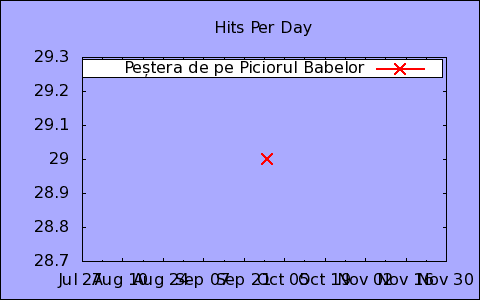 Hits Per Day
29.3
Peștera de pe Piciorul Babelor
29.2
29.1
29
28.9
28.8
28.7
Jul 27 Aug 10 Aug 24 Sep 07 Sep 21 Oct 05 Oct 19 Nov 02 Nov 16 Nov 30